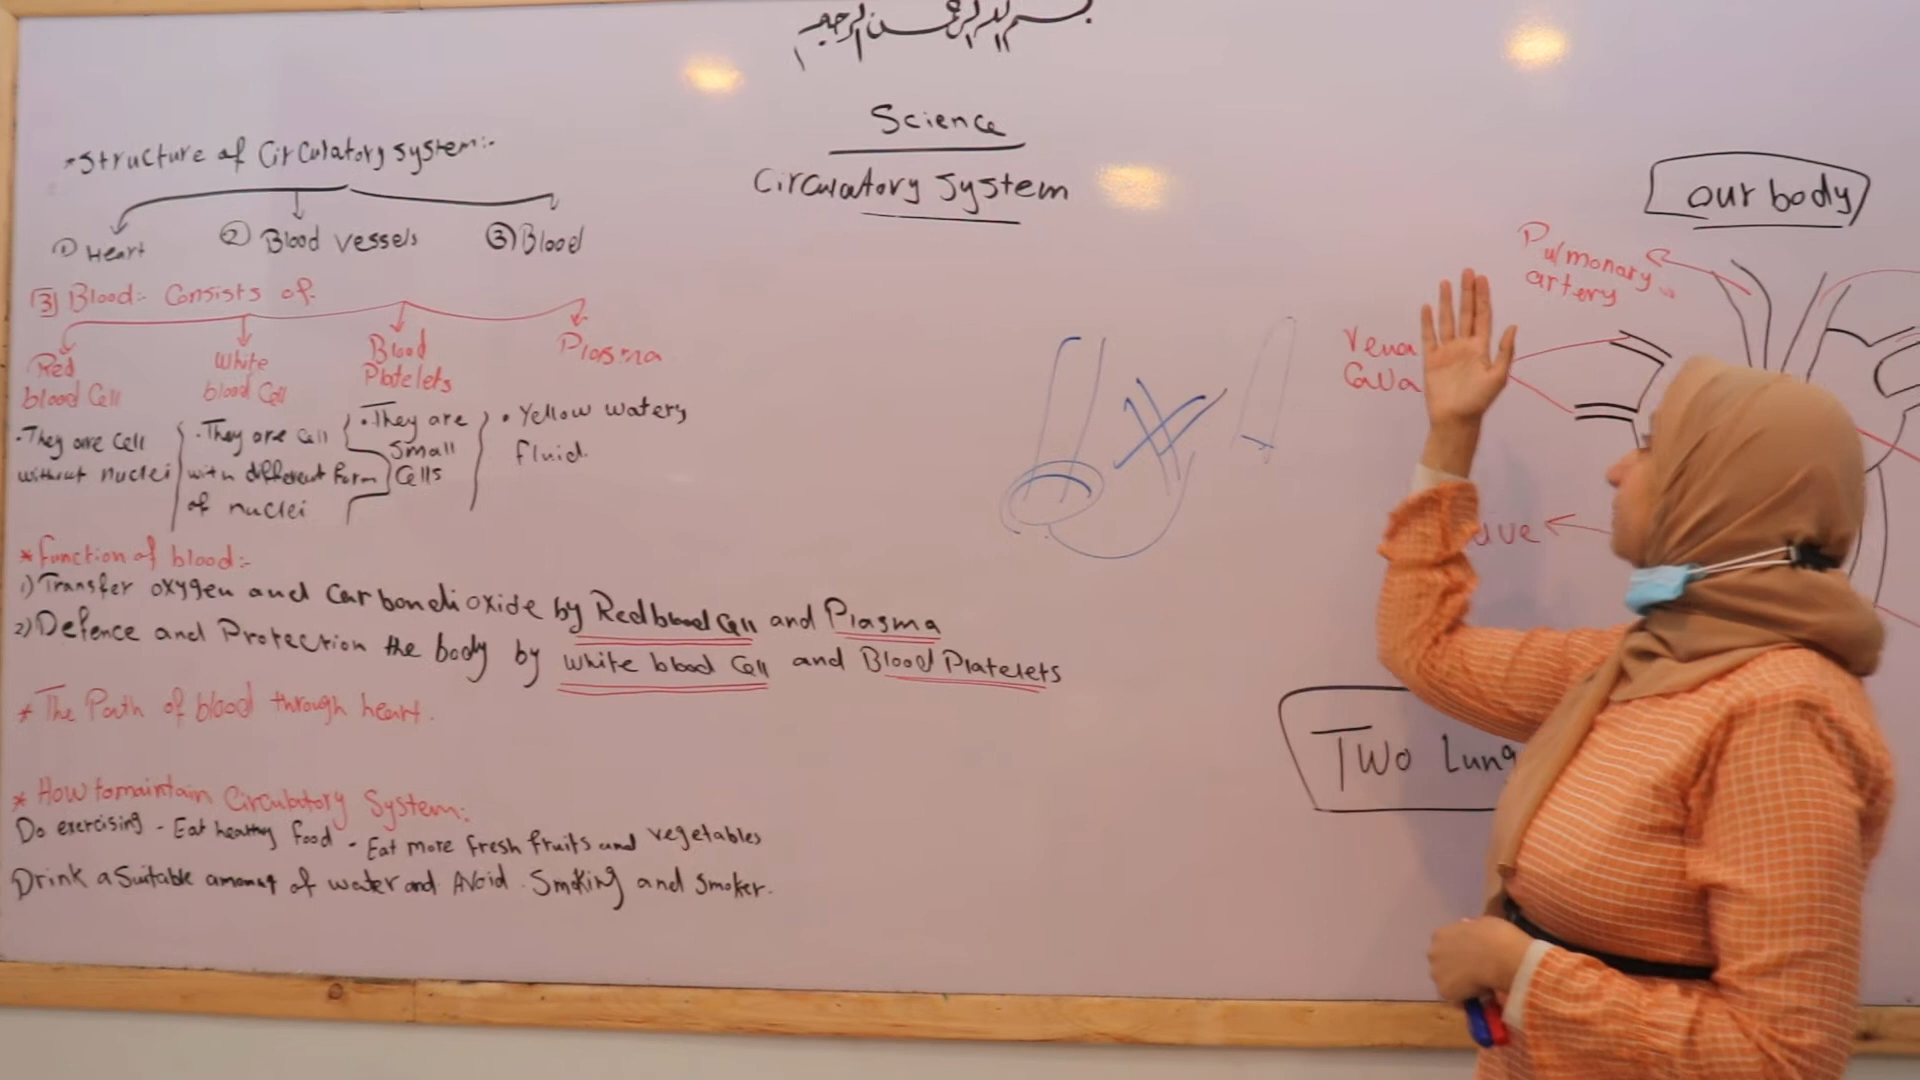 بسم الله الرحمن الرحيم
Science
Circulatory System
* Structure of Circulatory system:-
① Heart
② Blood vessels
③ Blood
[3] Blood:- Consists of
Red
blood Cell
White
blood Cell
Blood
Platelets
Plasma
·They are cell
without nuclei
·They are cell
with different form
of nuclei
·They are
Small
Cells
• Yellow watery
fluid.
* Function of blood:-
1) Transfer oxygen and Carbondioxide by Red blood Cell and Plasma
2) Defence and Protection the body by white blood Cell and Blood Platelets
* The Path of blood through heart.
* How to maintain Circulatory System:
Do exercising - Eat healthy food - Eat more fresh fruits and vegetables
Drink a Suitable amount of water and Avoid Smoking and smoker.
our body
Pulmonary
artery
Vena
Cava
Two Lung